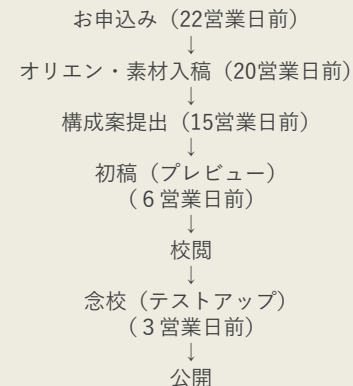 お申込み（22営業日前）
↓
オリエン・素材入稿（20営業日前）
↓
構成案提出（15営業日前）
↓
初稿（プレビュー）
（６営業日前）
↓
校閲
↓
念校（テストアップ）
（３営業日前）
↓
公開